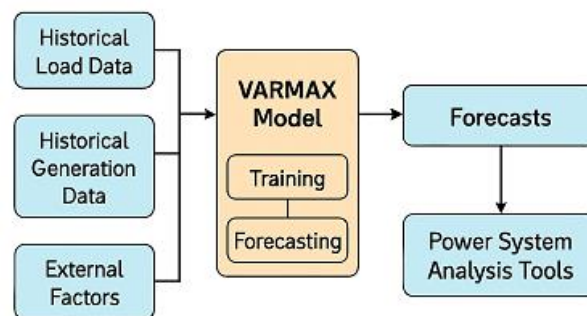 Historical
Load Data
Historical
Generation
Data
External
Factors
VARMAX
Model
Training
Forecasting
Forecasts
Power System
Analysis Tools